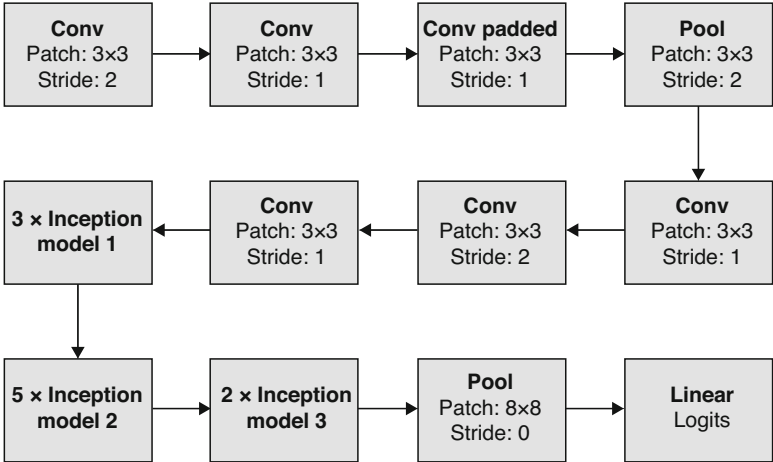 Conv
Patch: 3×3
Stride: 2
Conv
Patch: 3×3
Stride: 1
Conv padded
Patch: 3×3
Stride: 1
Pool
Patch: 3×3
Stride: 2
Conv
Patch: 3×3
Stride: 1
Conv
Patch: 3×3
Stride: 2
Conv
Patch: 3×3
Stride: 1
3 × Inception
model 1
5 × Inception
model 2
2 × Inception
model 3
Pool
Patch: 8×8
Stride: 0
Linear
Logits